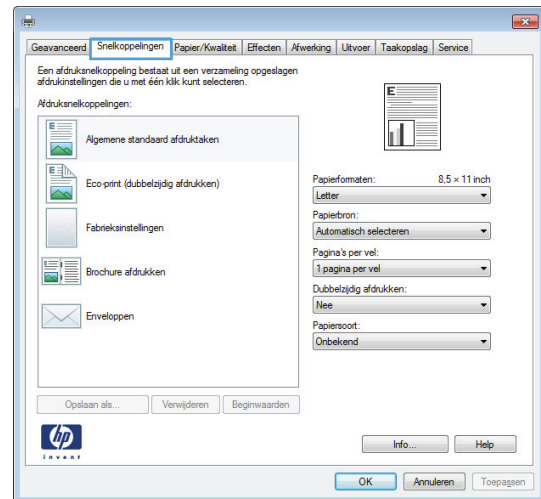 Geavanceerd Snelkoppelingen Papier/Kwaliteit Effecten Afwerking Uitvoer Taakopslag Service
Een afdruksnelkoppeling bestaat uit een verzameling opgeslagen
afdrukinstellingen die u met één klik kunt selecteren.
Afdruksnelkoppelingen:
E
Algemene standaard afdruktaken
E
Eco-print (dubbelzijdig afdrukken)
Fabrieksinstellingen
E
Brochure afdrukken
Enveloppen
Opslaan als... Verwijderen Beginwaarden
E
Papierformaten: 8,5 × 11 inch
Letter
Papierbron:
Automatisch selecteren
Pagina's per vel:
1 pagina per vel
Dubbelzijdig afdrukken:
Nee
Papiersoort:
Onbekend
hp
invent
Info... Help
OK Annuleren Toepassen